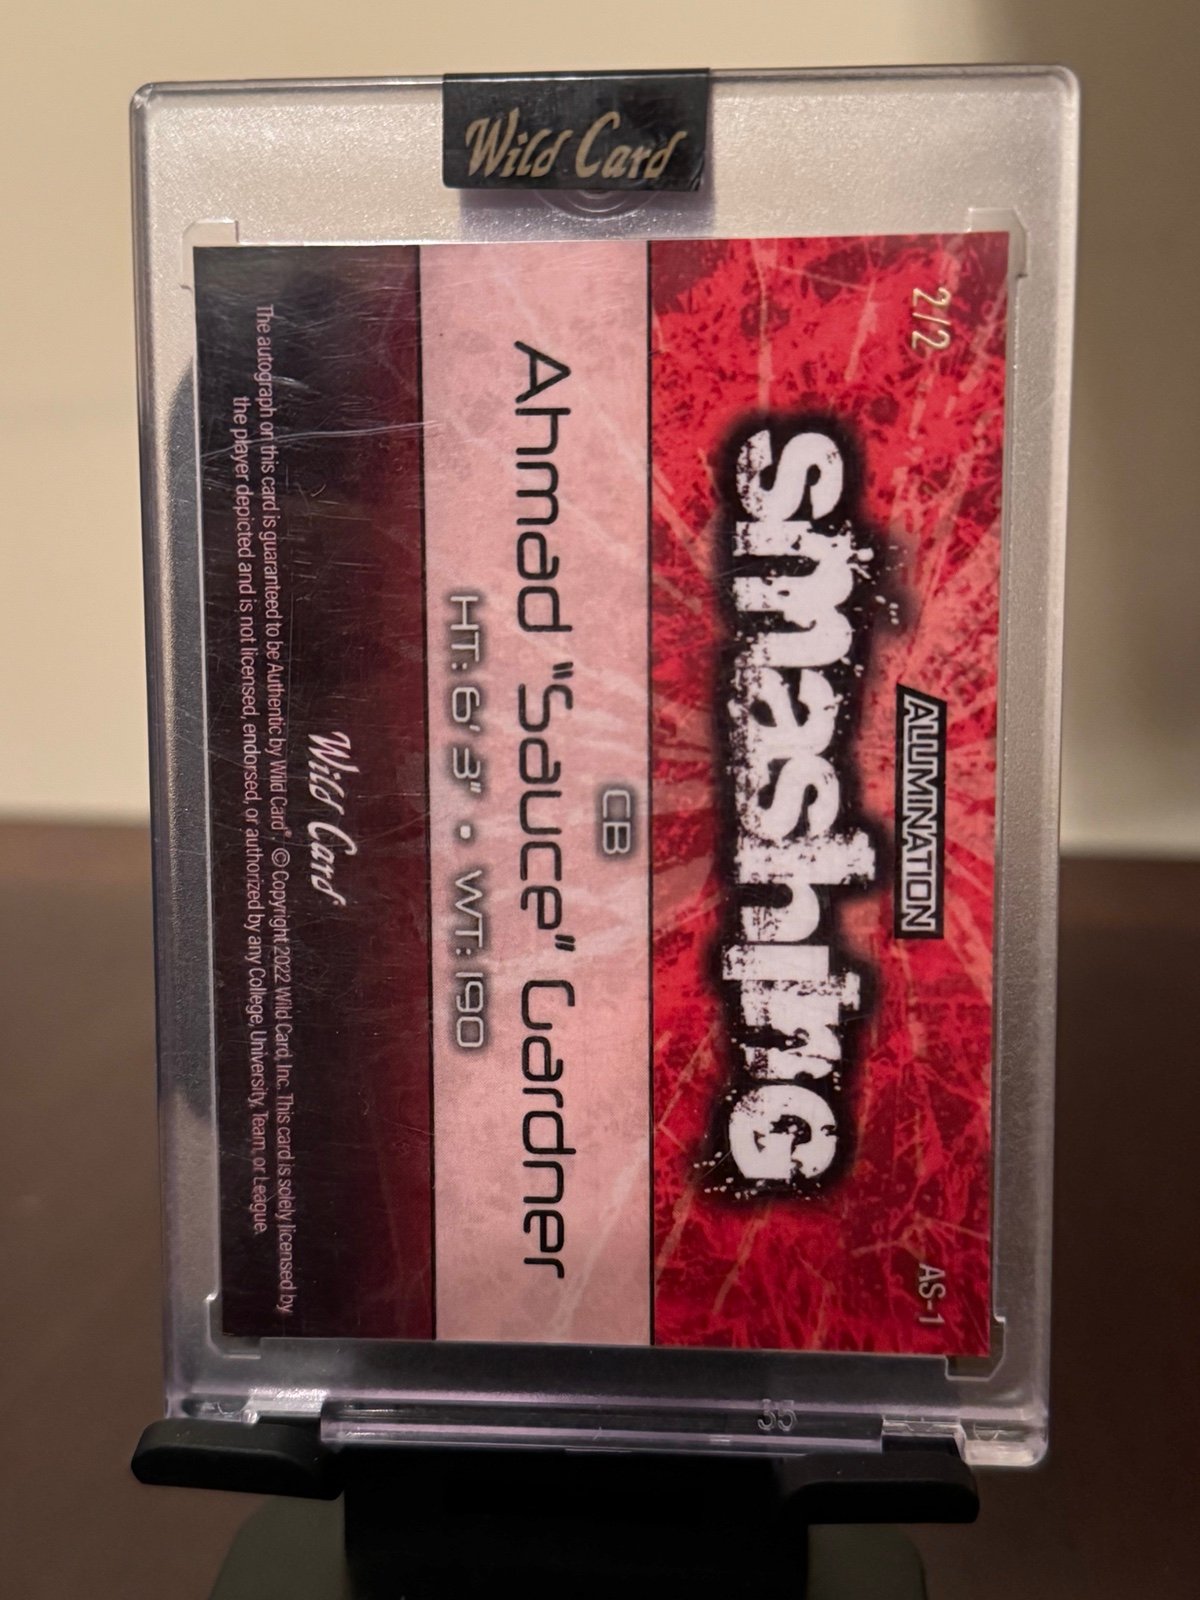 Wild Card
2/2
ALUMINATION
AS-1
smashing
CB
Ahmad "Sauce" Gardner
HT: 6' 3" • WT: 190
Wild Card
The autograph on this card is guaranteed to be Authentic by Wild Card®. © Copyright 2022 Wild Card, Inc. This card is solely licensed by
the player depicted and is not licensed, endorsed, or authorized by any College, University, Team, or League.
35